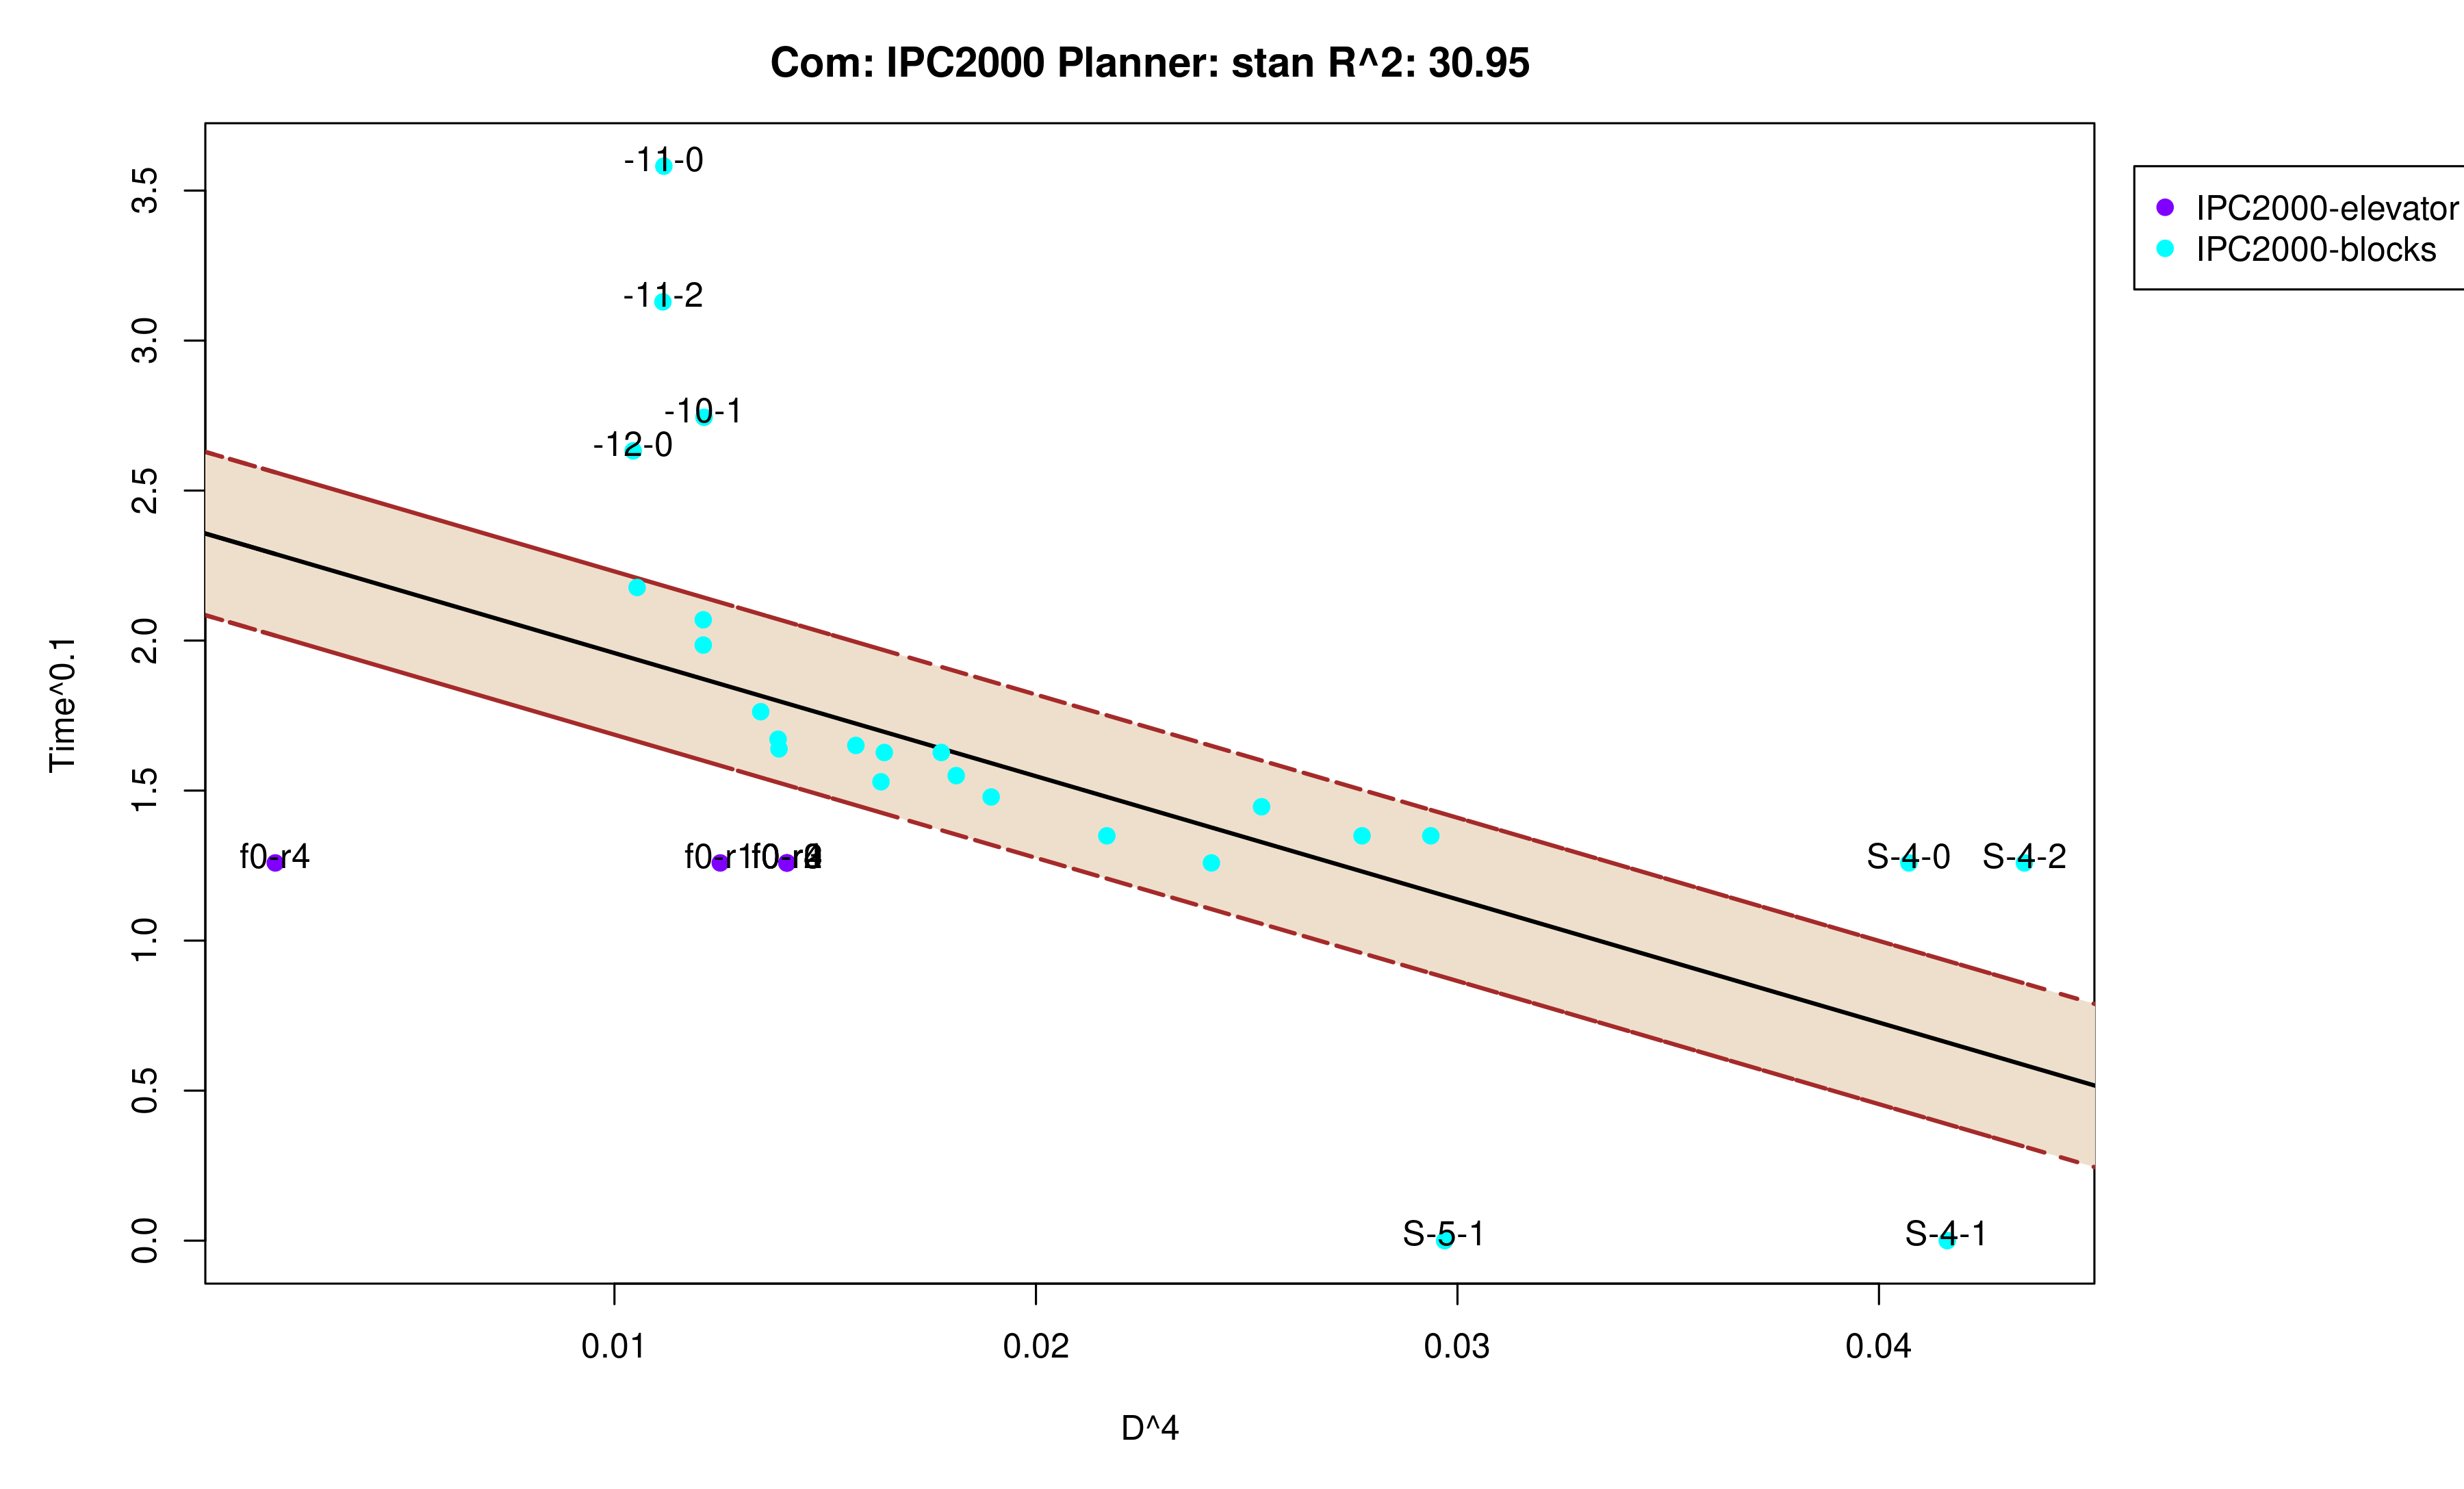 Com: IPC2000 Planner: stan R^2: 30.95
IPC2000-elevator
IPC2000-blocks
Time^0.1
3.5
3.0
2.5
2.0
1.5
1.0
0.5
0.0
-11-0
-11-2
-10-1
-12-0
f0-r4
f0-r1
S-4-0
S-4-2
S-5-1
S-4-1
0.01
0.02
0.03
0.04
D^4